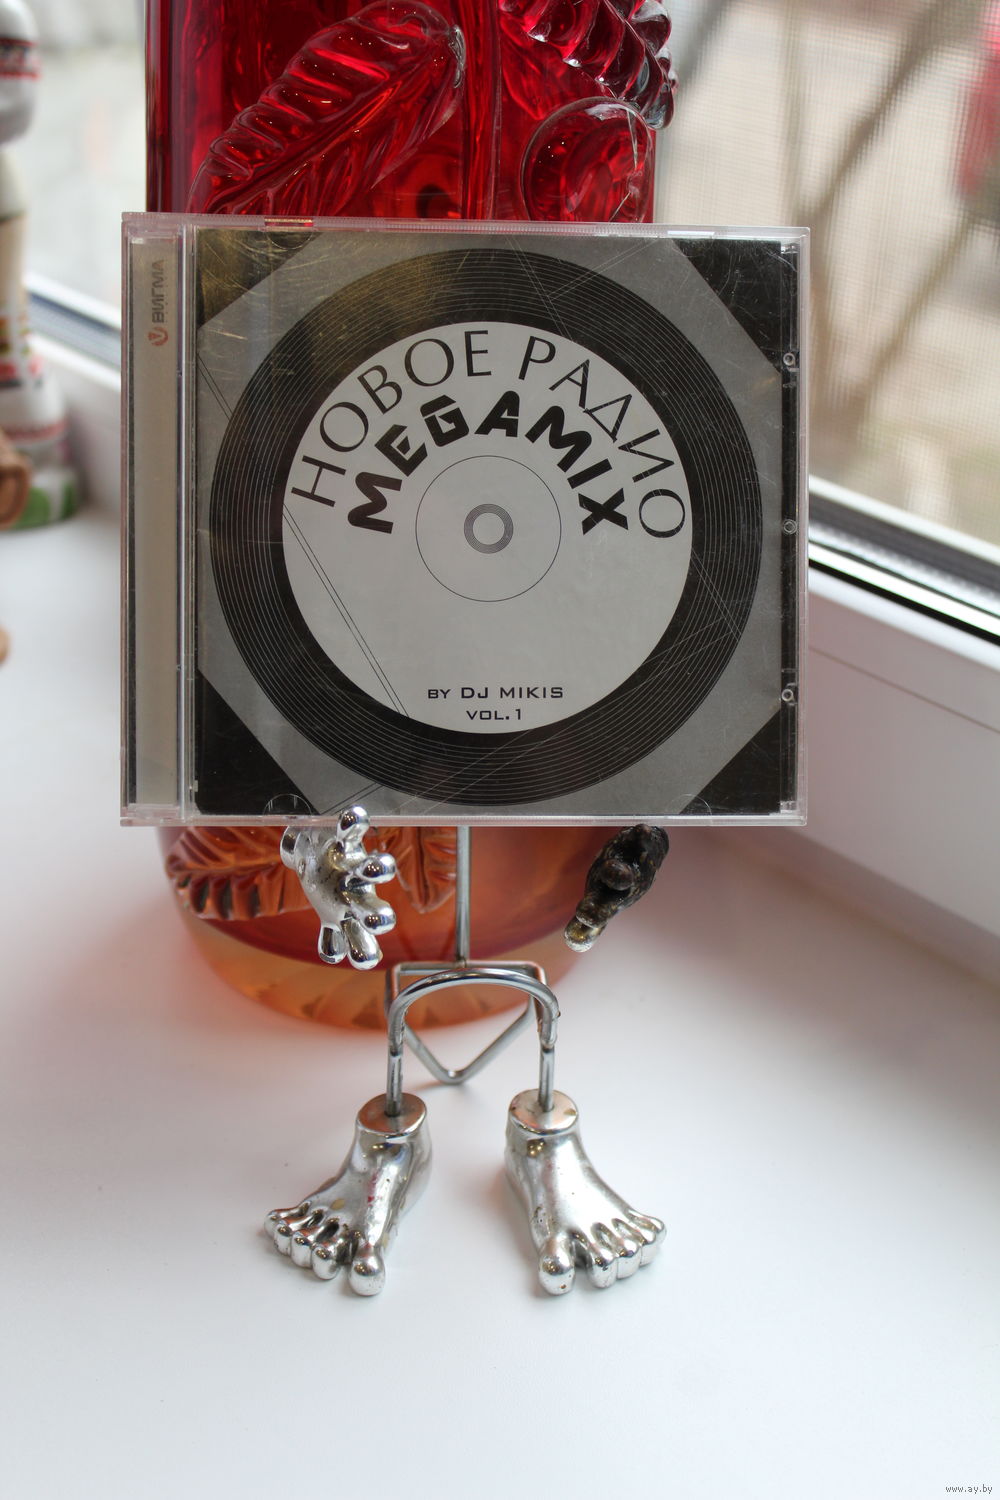 НОВОЕ РАДИО
MEGAMIX
BY DJ MIKIS
VOL.1
ВИГМА
www.ay.by